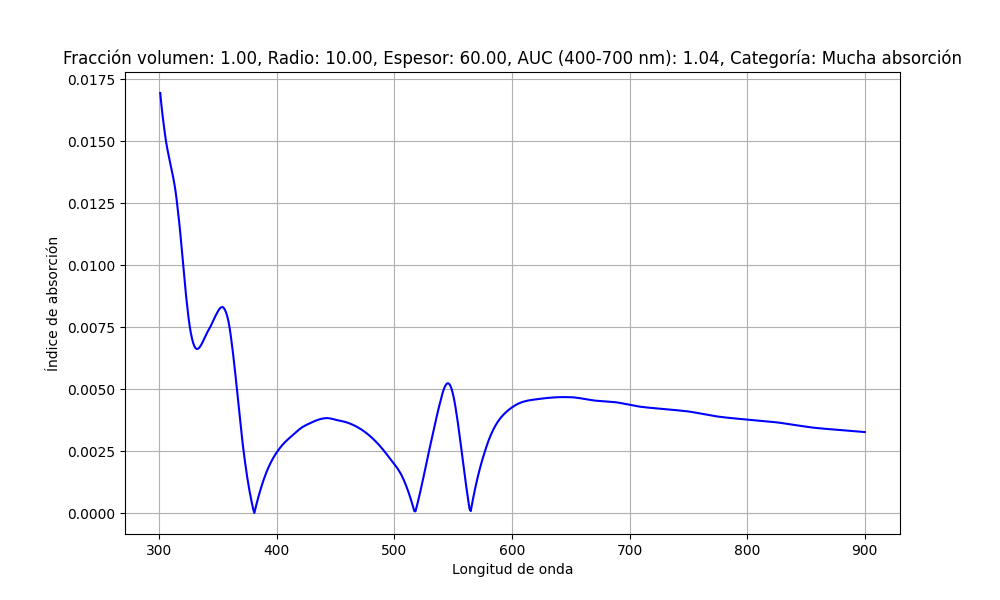 Fracción volumen: 1.00, Radio: 10.00, Espesor: 60.00, AUC (400-700 nm): 1.04, Categoría: Mucha absorción
0.0175
0.0150
0.0125
0.0100
0.0075
0.0050
0.0025
0.0000
Índice de absorción
300 400 500 600 700 800 900
Longitud de onda